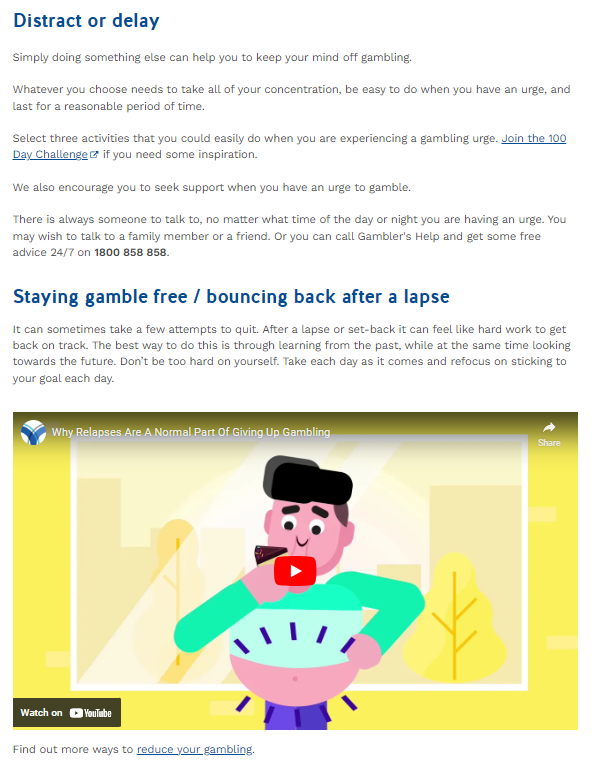 Distract or delay
Simply doing something else can help you to keep your mind off gambling.
Whatever you choose needs to take all of your concentration, be easy to do when you have an urge, and
last for a reasonable period of time.
Select three activities that you could easily do when you are experiencing a gambling urge. Join the 100
Day Challenge if you need some inspiration.
We also encourage you to seek support when you have an urge to gamble.
There is always someone to talk to, no matter what time of the day or night you are having an urge. You
may wish to talk to a family member or a friend. Or you can call Gambler's Help and get some free
advice 24/7 on 1800 858 858.
Staying gamble free / bouncing back after a lapse
It can sometimes take a few attempts to quit. After a lapse or set-back it can feel like hard work to get
back on track. The best way to do this is through learning from the past, while at the same time looking
towards the future. Don't be too hard on yourself. Take each day as it comes and refocus on sticking to
your goal each day.
Why Relapses Are A Normal Part Of Giving Up Gambling
Share
Watch on YouTube
Find out more ways to reduce your gambling.